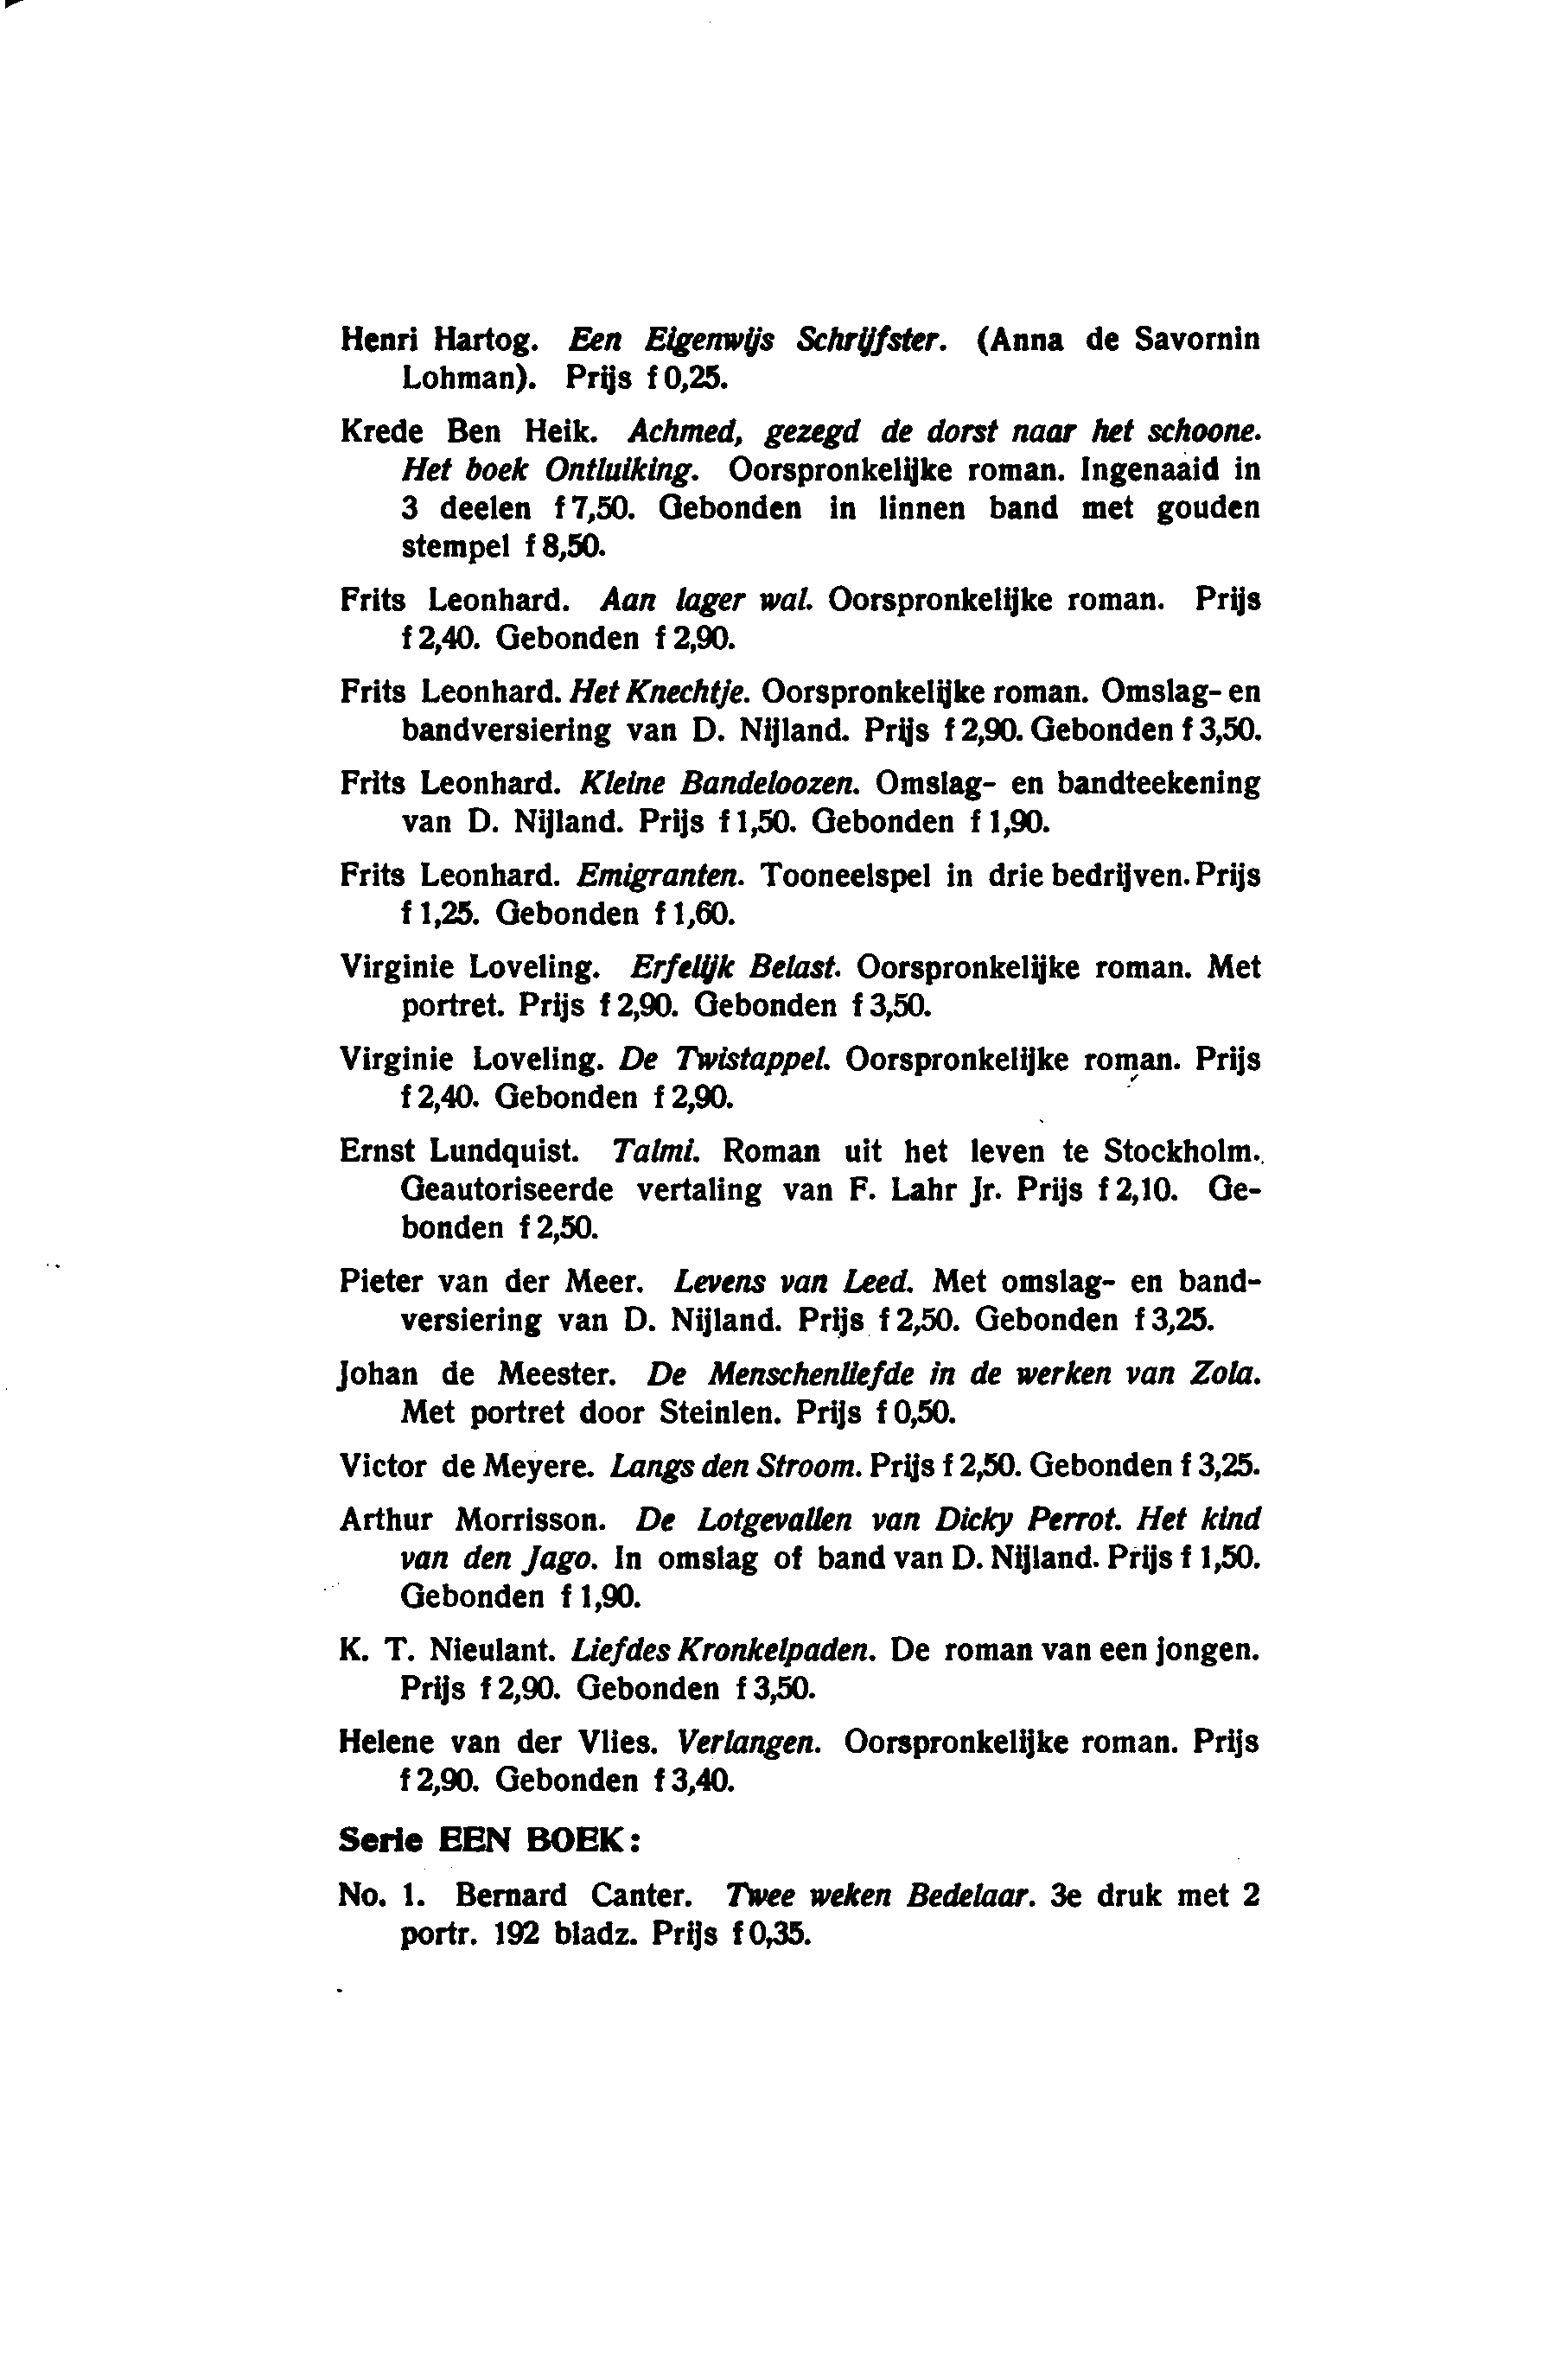 Henri Hartog. Een Eigenwijs Schrijfster. (Anna de Savornin
Lohman). Prijs f 0,25.
Krede Ben Heik. Achmed, gezegd de dorst naar het schoone.
Het boek Ontluiking. Oorspronkelijke roman. Ingenaaid in
3 deelen f 7,50. Gebonden in linnen band met gouden
stempel f 8,50.
Frits Leonhard. Aan lager wal. Oorspronkelijke roman. Prijs
f 2,40. Gebonden f 2,90.
Frits Leonhard. Het Knechtje. Oorspronkelijke roman. Omslag- en
bandversiering van D. Nijland. Prijs f 2,90. Gebonden f 3,50.
Frits Leonhard. Kleine Bandeloozen. Omslag- en bandteekening
van D. Nijland. Prijs f 1,50. Gebonden f 1,90.
Frits Leonhard. Emigranten. Tooneelspel in drie bedrijven. Prijs
f 1,25. Gebonden f 1,60.
Virginie Loveling. Erfelijk Belast. Oorspronkelijke roman. Met
portret. Prijs f 2,90. Gebonden f 3,50.
Virginie Loveling. De Twistappel. Oorspronkelijke roman. Prijs
f 2,40. Gebonden f 2,90.
Ernst Lundquist. Talmi. Roman uit het leven te Stockholm.
Geautoriseerde vertaling van F. Lahr Jr. Prijs f 2,10. Ge-
bonden f 2,50.
Pieter van der Meer. Levens van Leed. Met omslag- en band-
versiering van D. Nijland. Prijs f 2,50. Gebonden f 3,25.
Johan de Meester. De Menschenliefde in de werken van Zola.
Met portret door Steinlen. Prijs f 0,50.
Victor de Meyere. Langs den Stroom. Prijs f 2,50. Gebonden f 3,25.
Arthur Morrisson. De Lotgevallen van Dicky Perrot. Het kind
van den Jago. In omslag of band van D. Nijland. Prijs f 1,50.
Gebonden f 1,90.
K. T. Nieulant. Liefdes Kronkelpaden. De roman van een jongen.
Prijs f 2,90. Gebonden f 3,50.
Helene van der Vlies. Verlangen. Oorspronkelijke roman. Prijs
f 2,90. Gebonden f 3,40.
Serie EEN BOEK:
No. 1. Bernard Canter. Twee weken Bedelaar. 3e druk met 2
portr. 192 bladz. Prijs f 0,35.